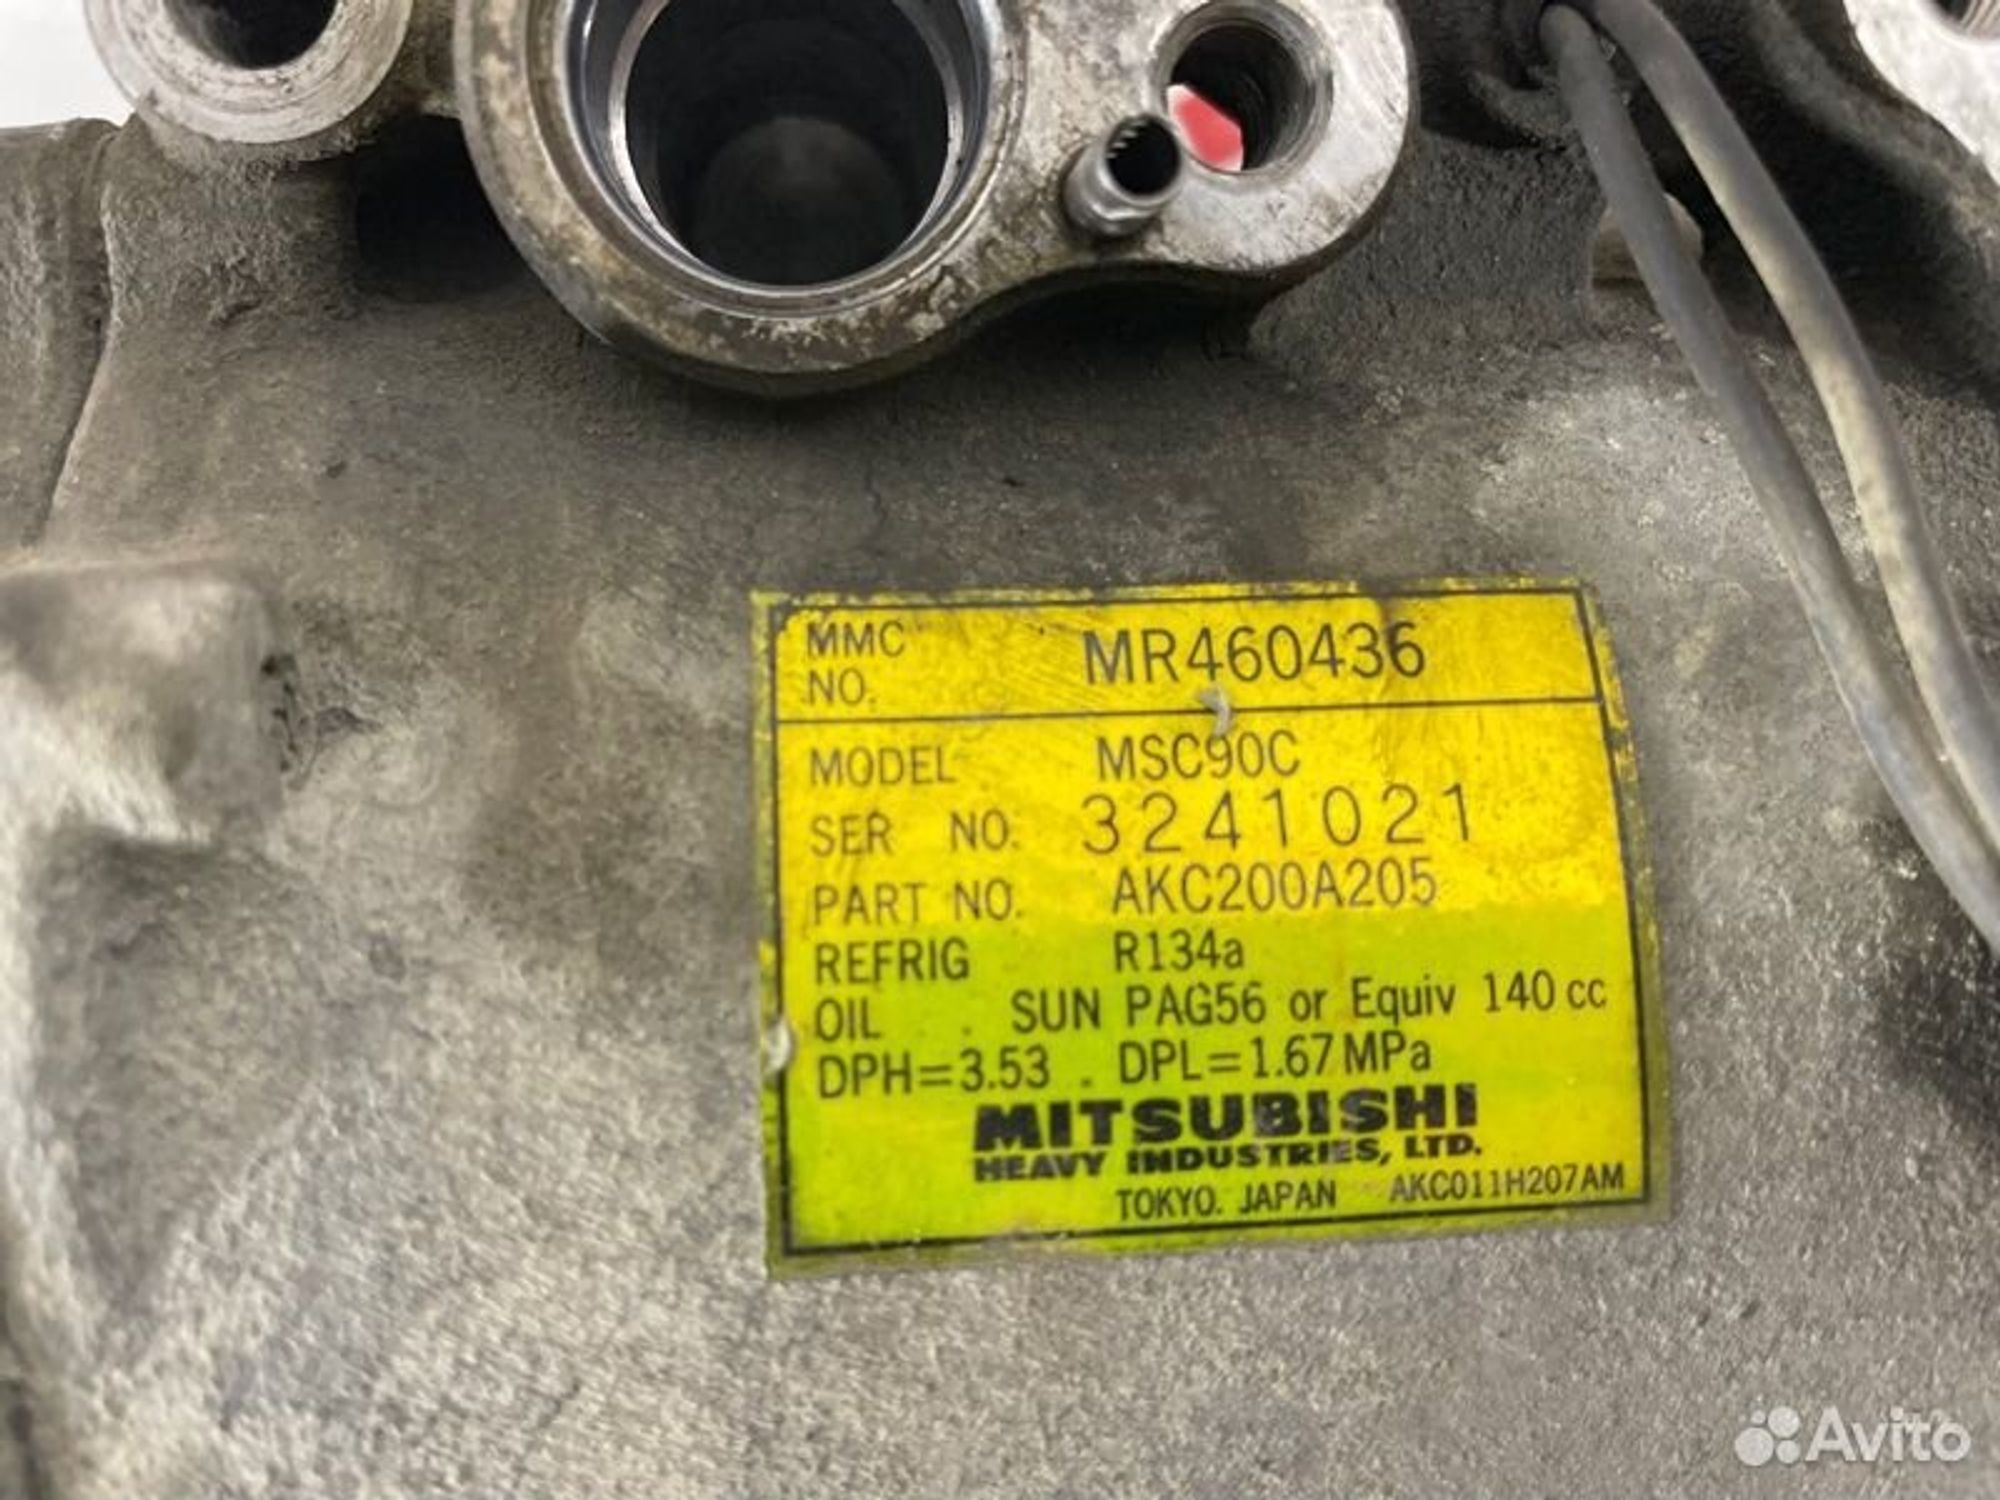 MMC NO. MR460436
MODEL MSC90C
SER NO. 3241021
PART NO. AKC200A205
REFRIG R134a
OIL . SUN PAG56 or Equiv 140 cc
DPH=3.53 . DPL=1.67 MPa
MITSUBISHI
HEAVY INDUSTRIES, LTD.
TOKYO. JAPAN AKC011H207AM
Avito